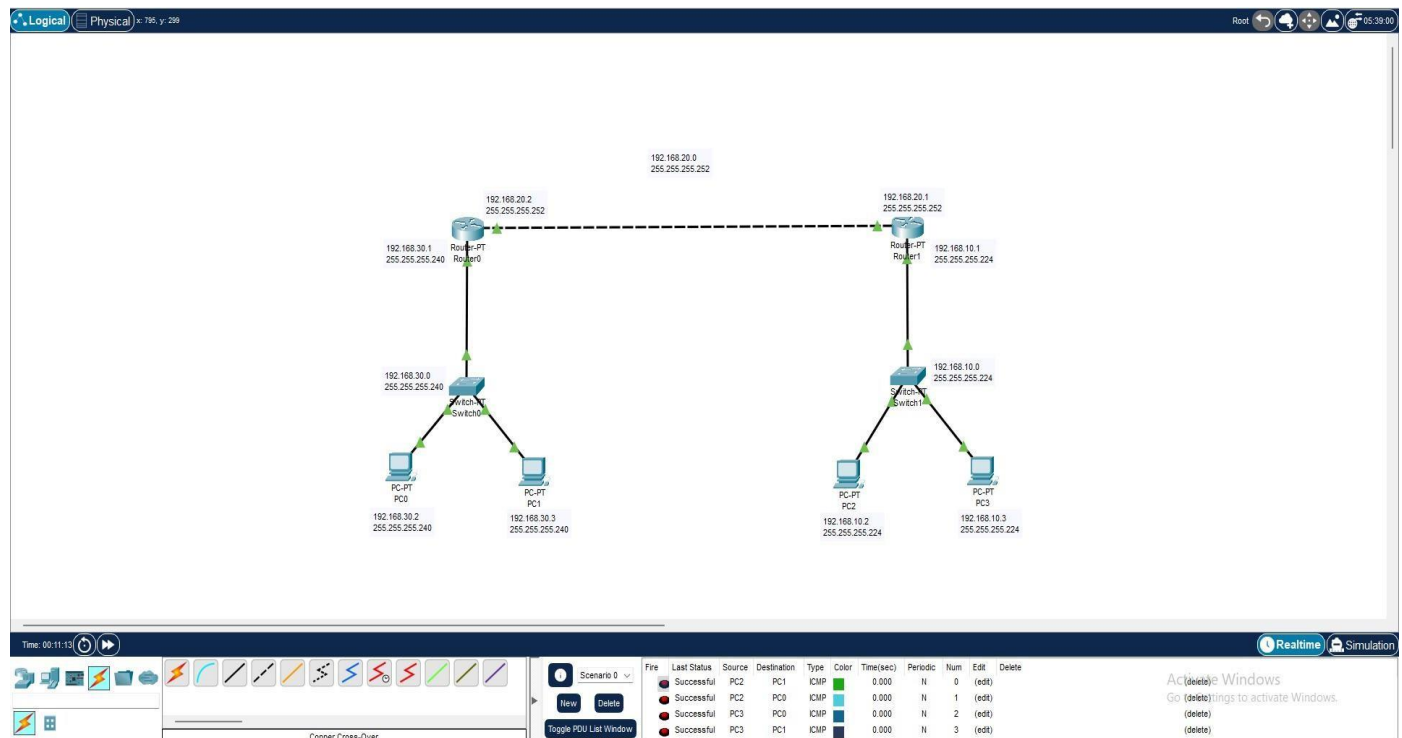 Logical Physical x: 795, y: 299
Root 05:39:00
192.168.20.0
255.255.255.252
192.168.20.2
255.255.255.252
192.168.20.1
255.255.255.252
192.168.30.1
255.255.255.240
Router-PT
Router0
Router-PT
Router1
192.168.10.1
255.255.255.224
192.168.30.0
255.255.255.240
Switch-PT
Switch0
192.168.10.0
255.255.255.224
Switch-PT
Switch1
PC-PT
PC0
PC-PT
PC1
PC-PT
PC2
PC-PT
PC3
192.168.30.2
255.255.255.240
192.168.30.3
255.255.255.240
192.168.10.2
255.255.255.224
192.168.10.3
255.255.255.224
Time: 00:11:13
Realtime Simulation
Scenario 0
New Delete
Toggle PDU List Window
Fire Last Status Source Destination Type Color Time(sec) Periodic Num Edit Delete
Successful PC2 PC1 ICMP 0.000 N 0 (edit) (delete)
Successful PC2 PC0 ICMP 0.000 N 1 (edit) (delete)
Successful PC3 PC0 ICMP 0.000 N 2 (edit) (delete)
Successful PC3 PC1 ICMP 0.000 N 3 (edit) (delete)
Activate Windows
Go to Settings to activate Windows.
Copper Cross-Over